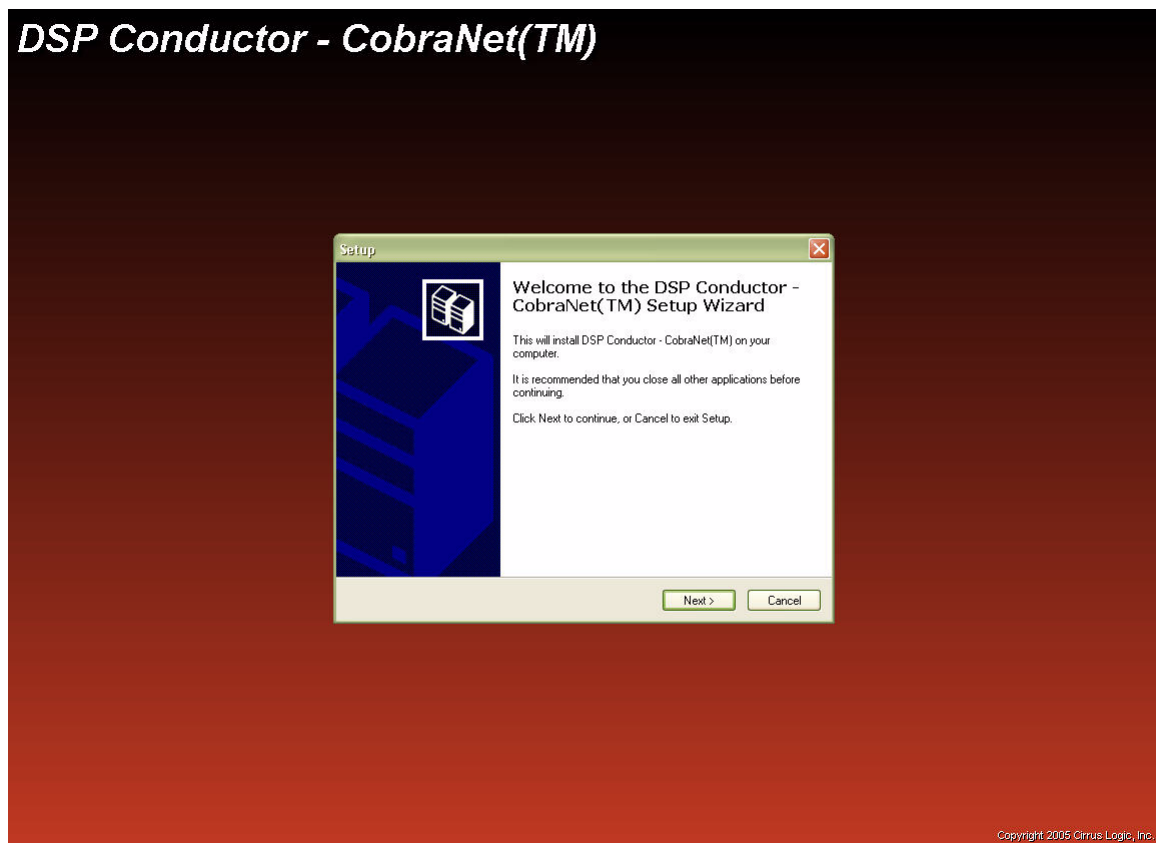 DSP Conductor - CobraNet(TM)
Setup
Welcome to the DSP Conductor -
CobraNet(TM) Setup Wizard
This will install DSP Conductor - CobraNet(TM) on your
computer.
It is recommended that you close all other applications before
continuing.
Click Next to continue, or Cancel to exit Setup.
Next >
Cancel
Copyright 2005 Cirrus Logic, Inc.